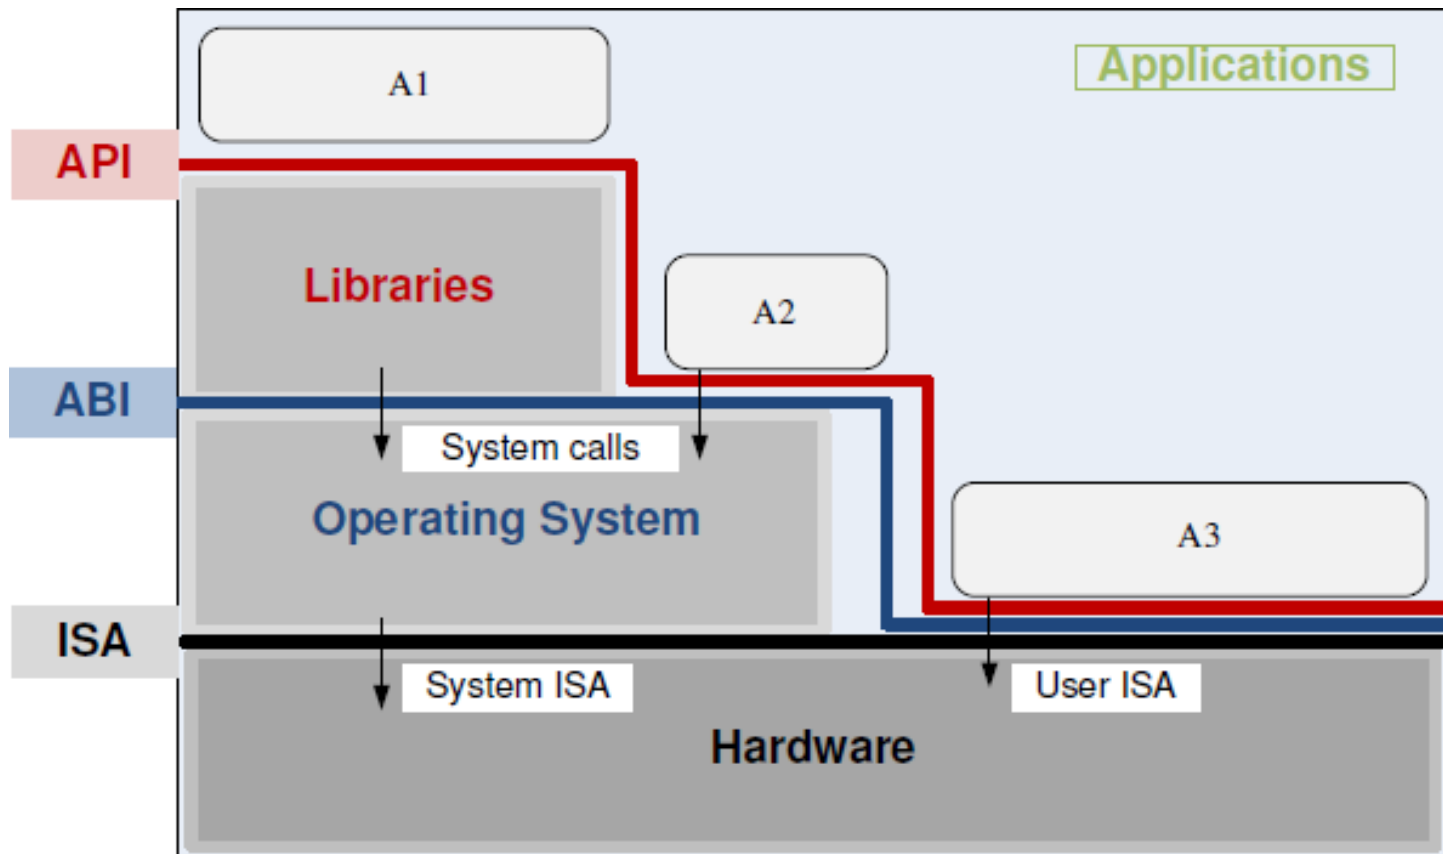 Applications
A1
API
Libraries
A2
ABI
System calls
Operating System
A3
ISA
System ISA
User ISA
Hardware